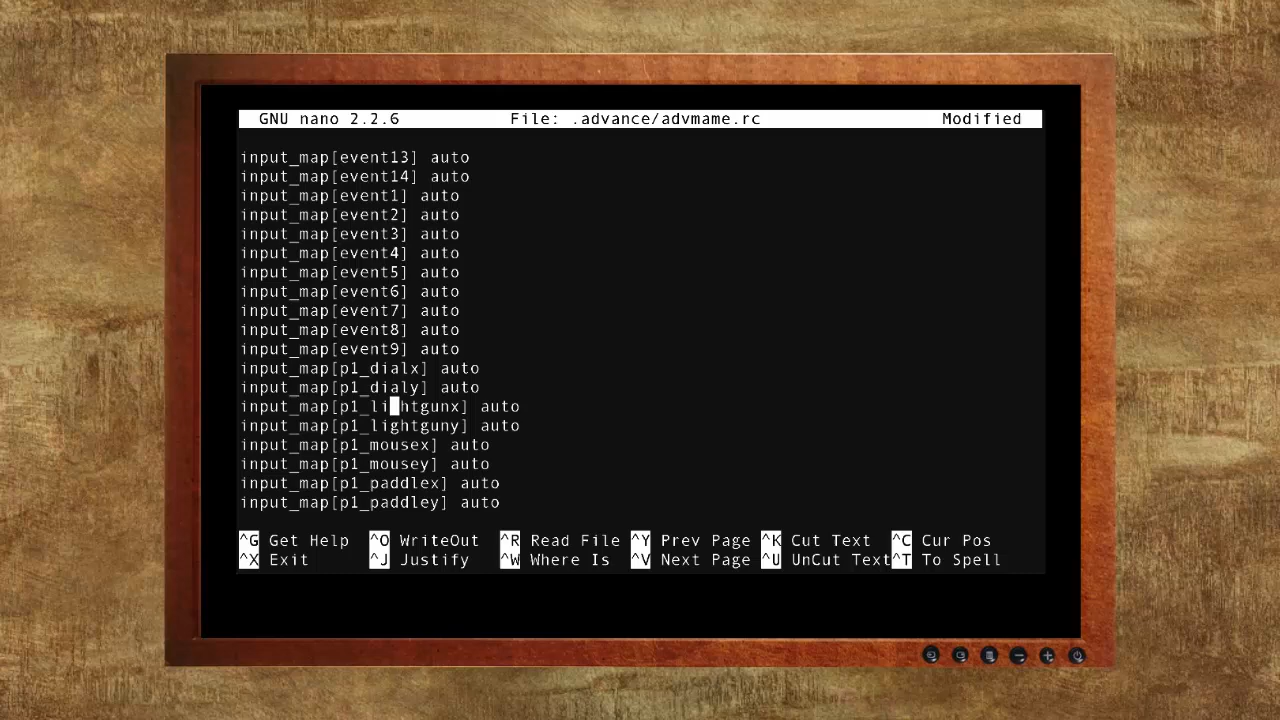 GNU nano 2.2.6 File: .advance/advmame.rc Modified
input_map[event13] auto
input_map[event14] auto
input_map[event1] auto
input_map[event2] auto
input_map[event3] auto
input_map[event4] auto
input_map[event5] auto
input_map[event6] auto
input_map[event7] auto
input_map[event8] auto
input_map[event9] auto
input_map[p1_dialx] auto
input_map[p1_dialy] auto
input_map[p1_lightgunx] auto
input_map[p1_lightguny] auto
input_map[p1_mousex] auto
input_map[p1_mousey] auto
input_map[p1_paddlex] auto
input_map[p1_paddley] auto
^G Get Help ^O WriteOut ^R Read File ^Y Prev Page ^K Cut Text ^C Cur Pos
^X Exit ^J Justify ^W Where Is ^V Next Page ^U UnCut Text ^T To Spell